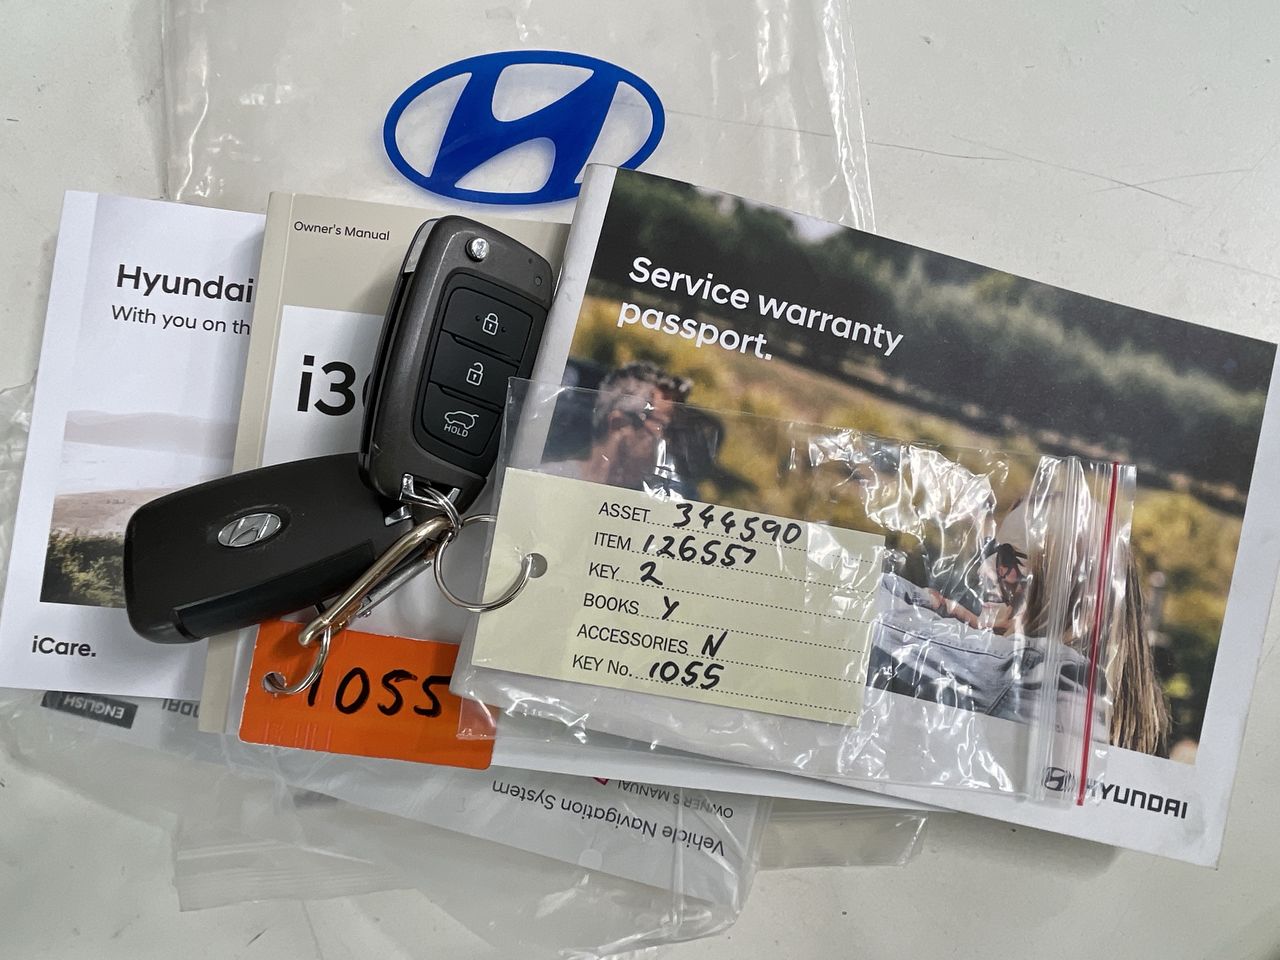 Owner's Manual
Hyundai
With you on th
i3
iCare.
Service warranty
passport.
HOLD
ASSET 344590
ITEM 126557
KEY 2
BOOKS Y
ACCESSORIES N
KEY No. 1055
1055
HYUNDAI
ENGLISH
OWNER'S MANUAL
Vehicle Navigation System